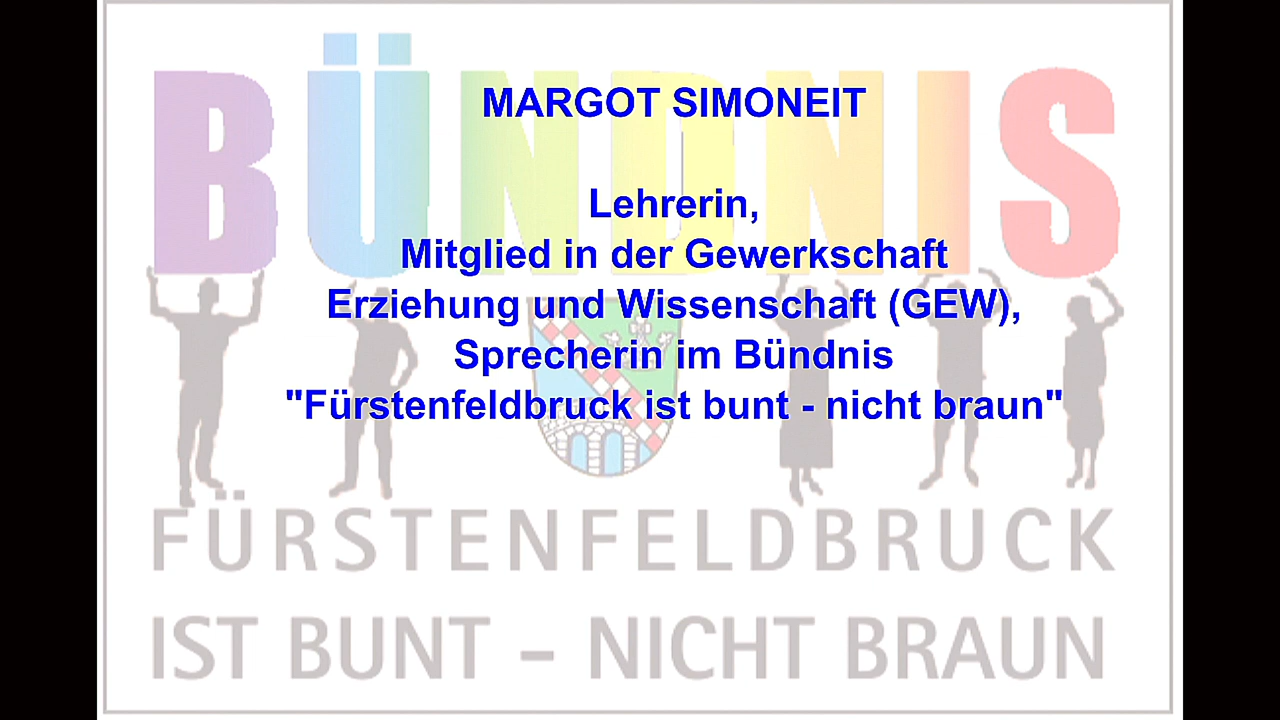 BÜNDNIS
MARGOT SIMONEIT
Lehrerin,
Mitglied in der Gewerkschaft
Erziehung und Wissenschaft (GEW),
Sprecherin im Bündnis
"Fürstenfeldbruck ist bunt - nicht braun"
FÜRSTENFELDBRUCK
IST BUNT – NICHT BRAUN